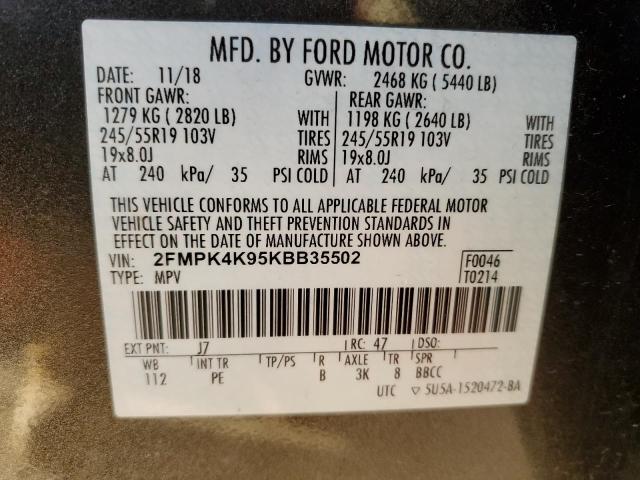 MFD. BY FORD MOTOR CO.
DATE: 11/18 GVWR: 2468 KG ( 5440 LB)
FRONT GAWR: REAR GAWR:
1279 KG ( 2820 LB) WITH 1198 KG ( 2640 LB) WITH
245/55R19 103V TIRES 245/55R19 103V TIRES
19x8.0J RIMS 19x8.0J RIMS
AT 240 kPa/ 35 PSI COLD AT 240 kPa/ 35 PSI COLD
THIS VEHICLE CONFORMS TO ALL APPLICABLE FEDERAL MOTOR
VEHICLE SAFETY AND THEFT PREVENTION STANDARDS IN
EFFECT ON THE DATE OF MANUFACTURE SHOWN ABOVE.
VIN: 2FMPK4K95KBB35502 F0046
TYPE: MPV T0214
EXT PNT: J7 RC: 47 DSO:
WB INT TR TP/PS R AXLE TR SPR
112 PE B 3K 8 BBCC
UTC ▽ 5U5A-1520472-BA